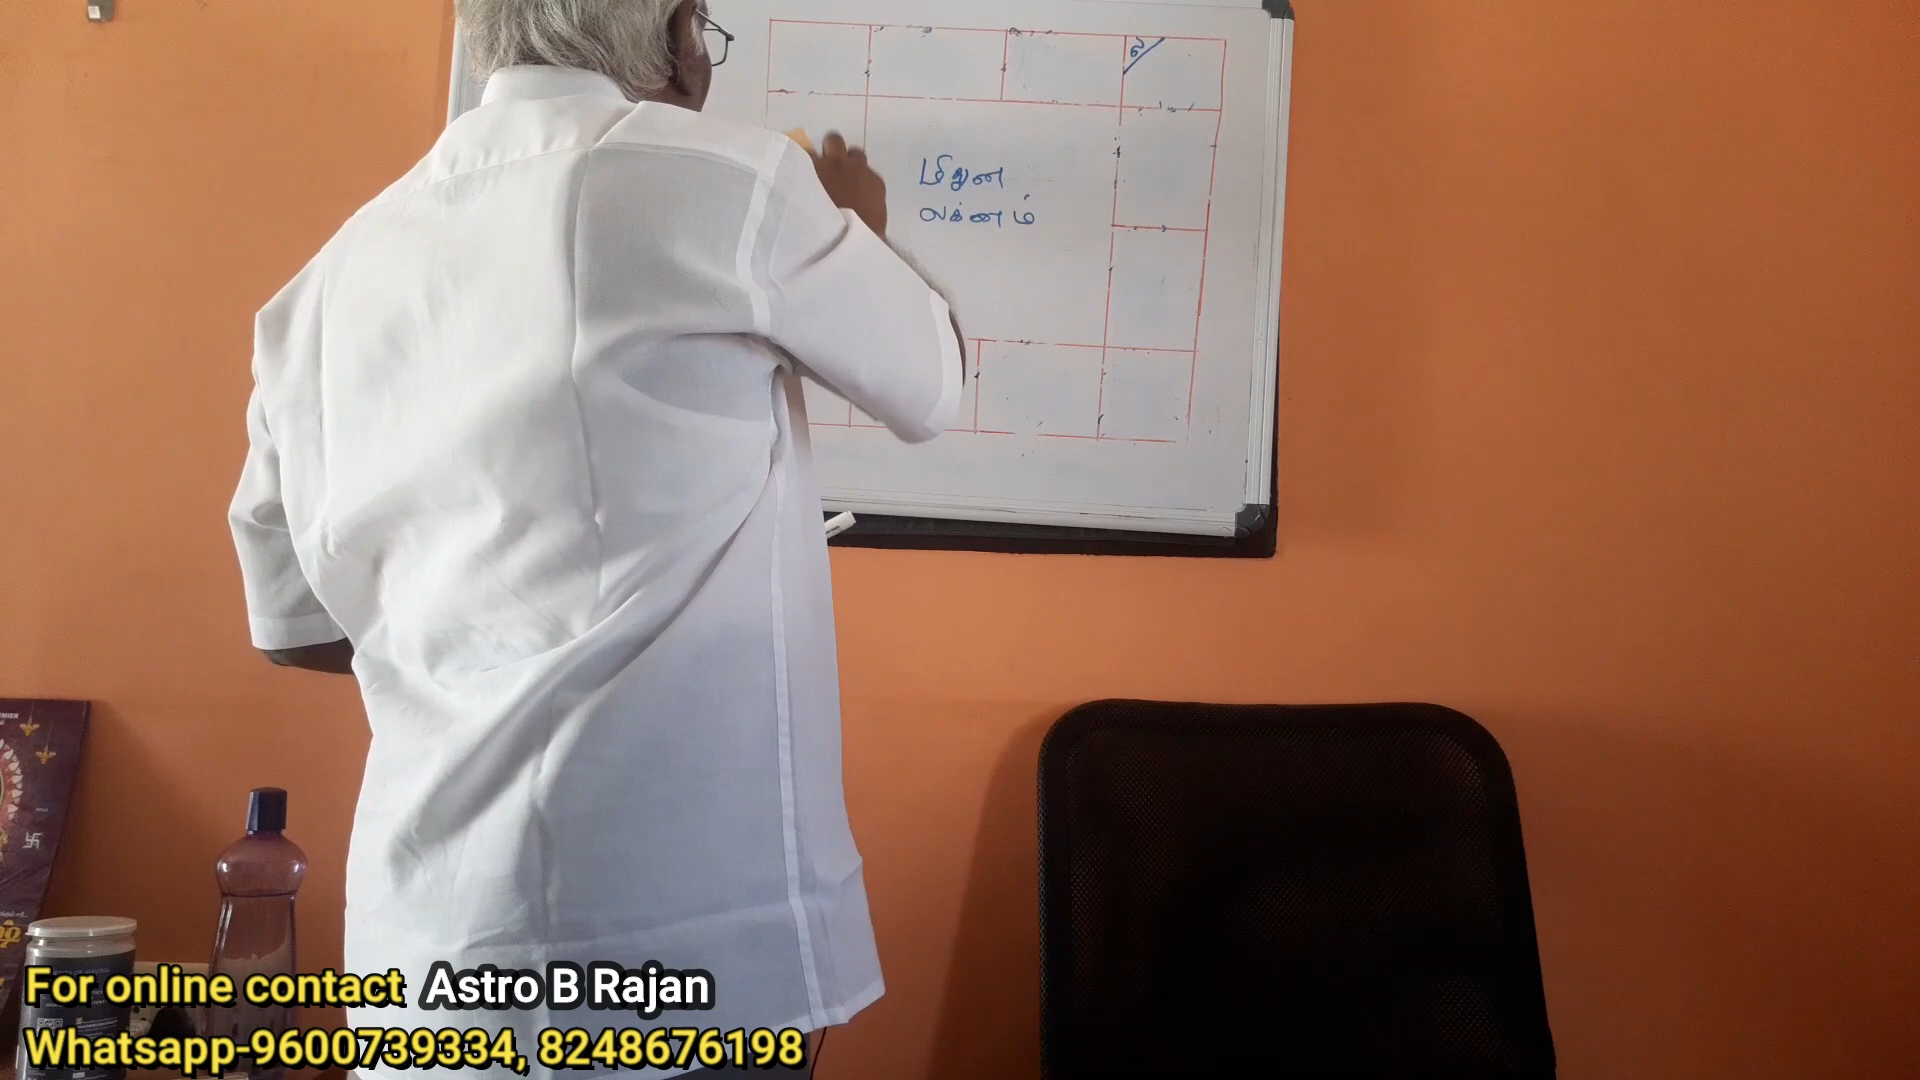 ல
மிதுன
லக்னம்
For online contact Astro B Rajan
Whatsapp-9600739334, 8248676198